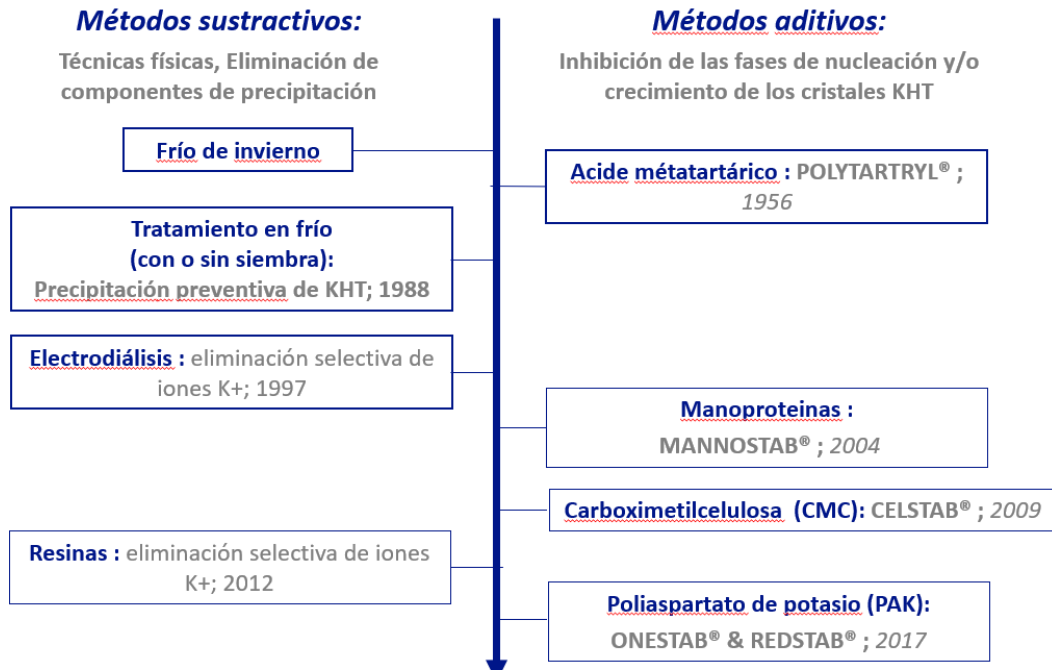 Métodos sustractivos:
Técnicas físicas, Eliminación de
componentes de precipitación
Frío de invierno
Tratamiento en frío
(con o sin siembra):
Precipitación preventiva de KHT; 1988
Electrodiálisis : eliminación selectiva de
iones K+; 1997
Resinas : eliminación selectiva de iones
K+; 2012
Métodos aditivos:
Inhibición de las fases de nucleación y/o
crecimiento de los cristales KHT
Acide métatartárico : POLYTARTRYL® ;
1956
Manoproteinas :
MANNOSTAB® ; 2004
Carboximetilcelulosa (CMC): CELSTAB® ; 2009
Poliaspartato de potasio (PAK):
ONESTAB® & REDSTAB® ; 2017